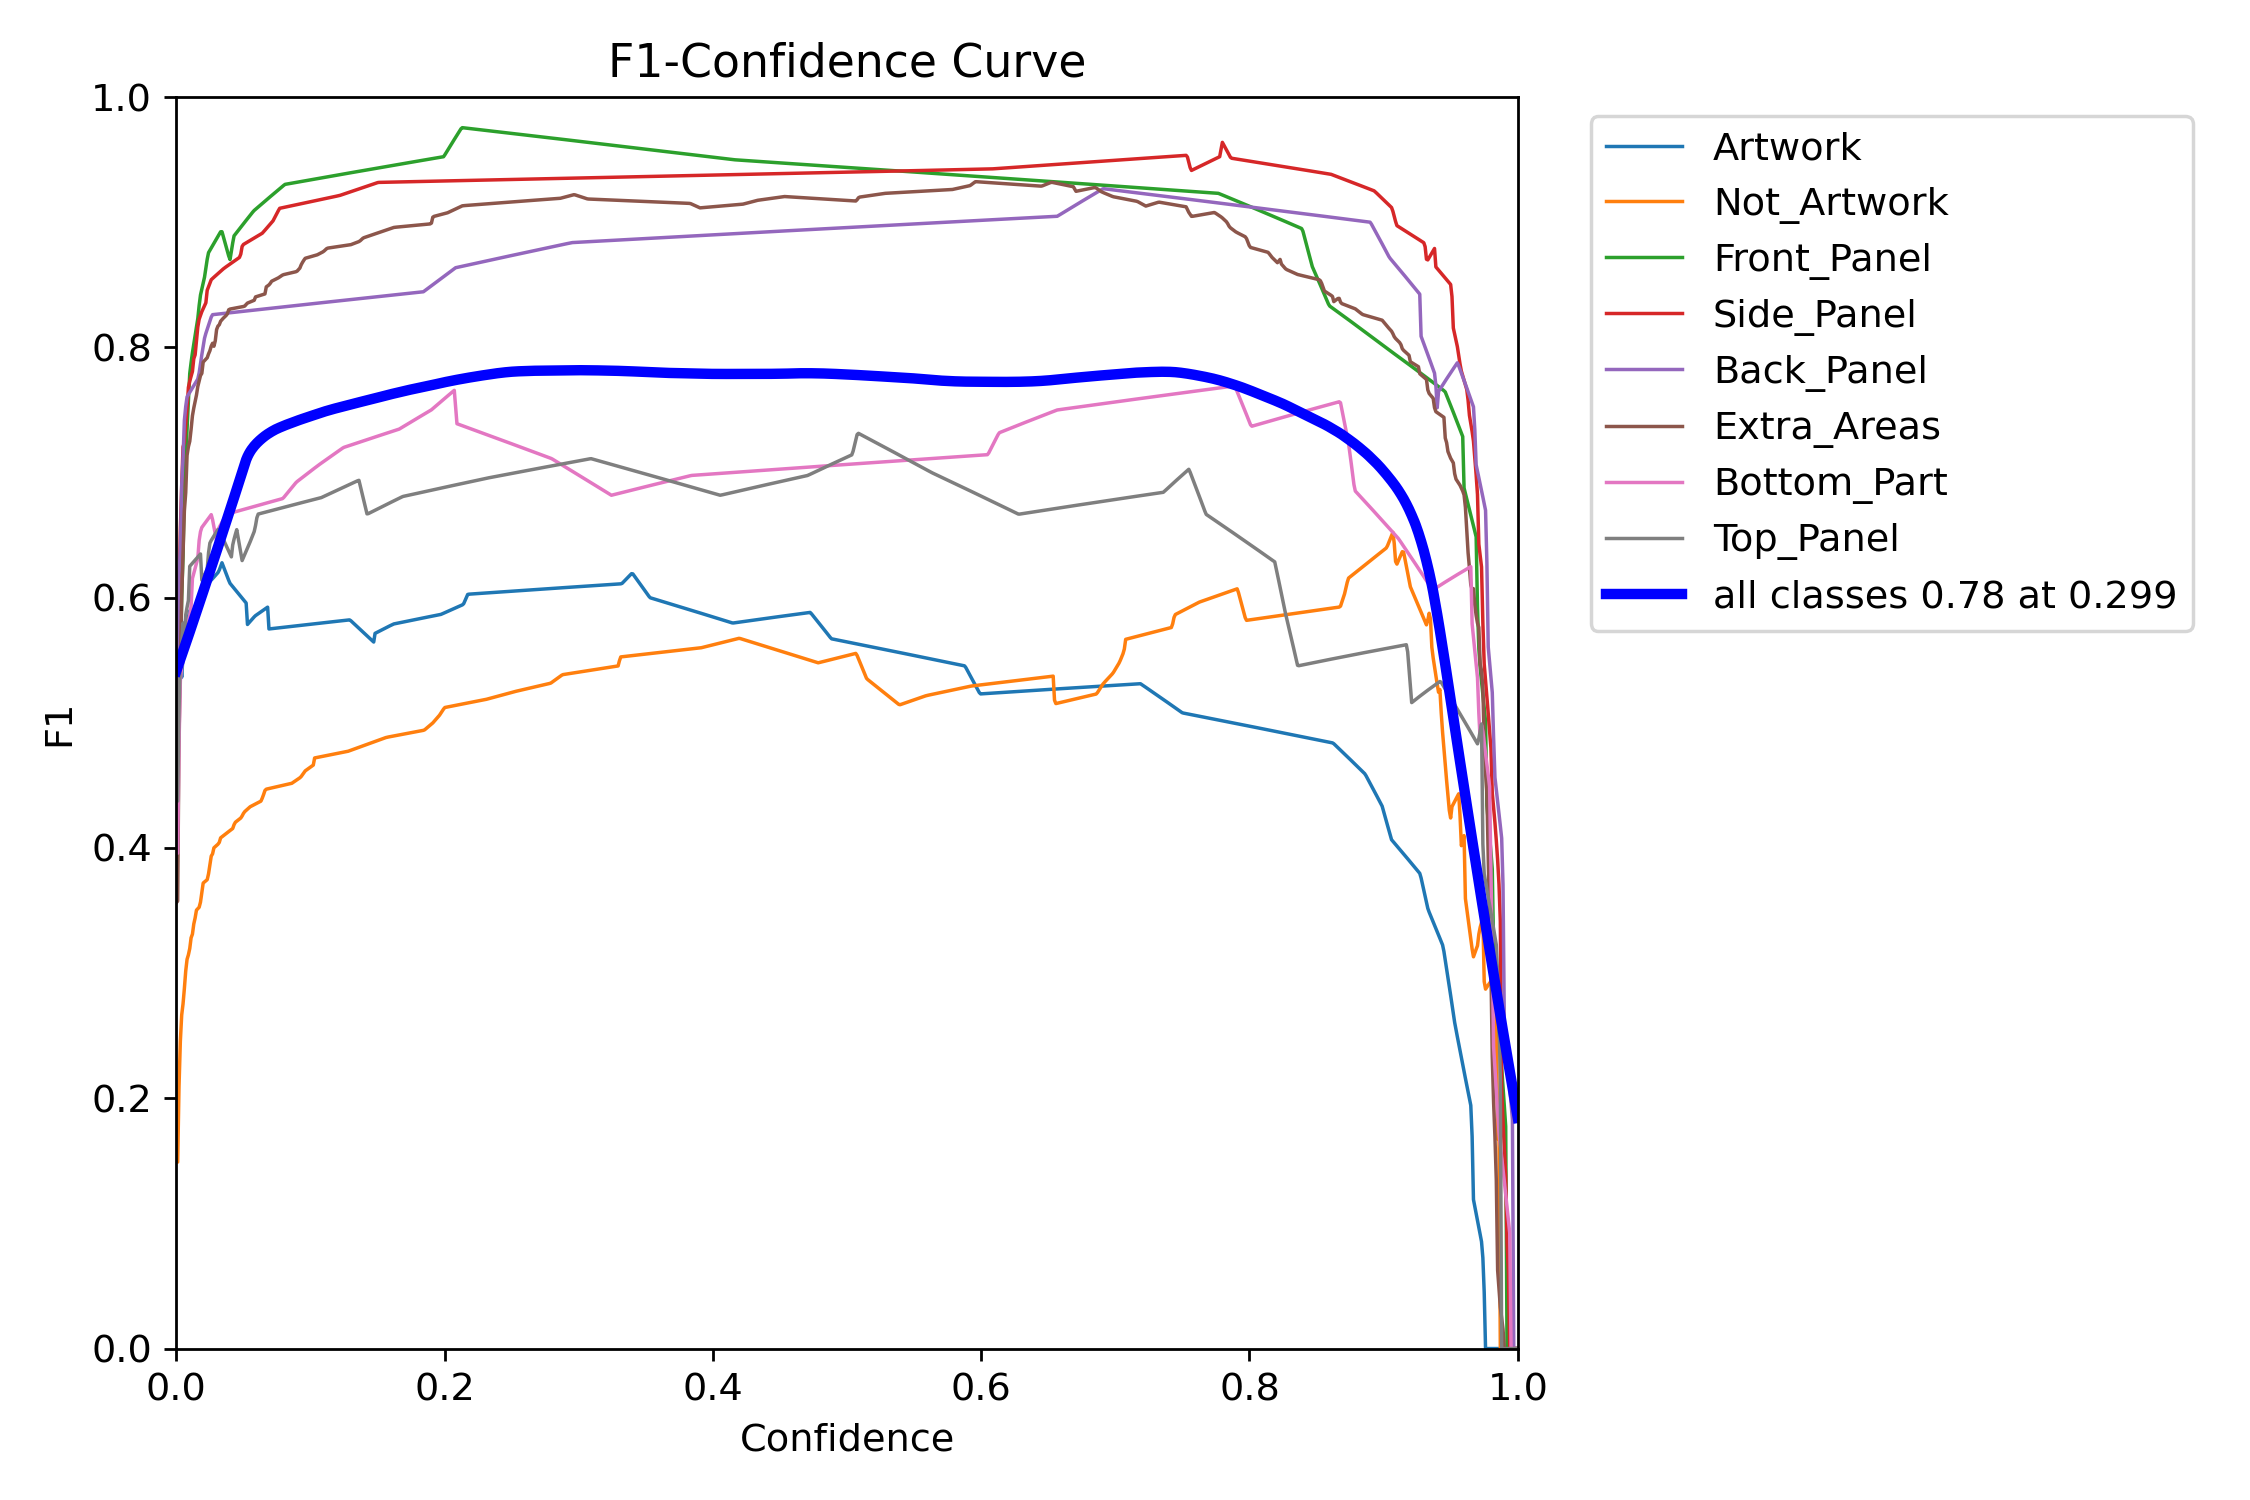 F1-Confidence Curve
1.0
0.8
0.6
0.4
0.2
0.0
F1
0.0 0.2 0.4 0.6 0.8 1.0
Confidence
Artwork
Not_Artwork
Front_Panel
Side_Panel
Back_Panel
Extra_Areas
Bottom_Part
Top_Panel
all classes 0.78 at 0.299